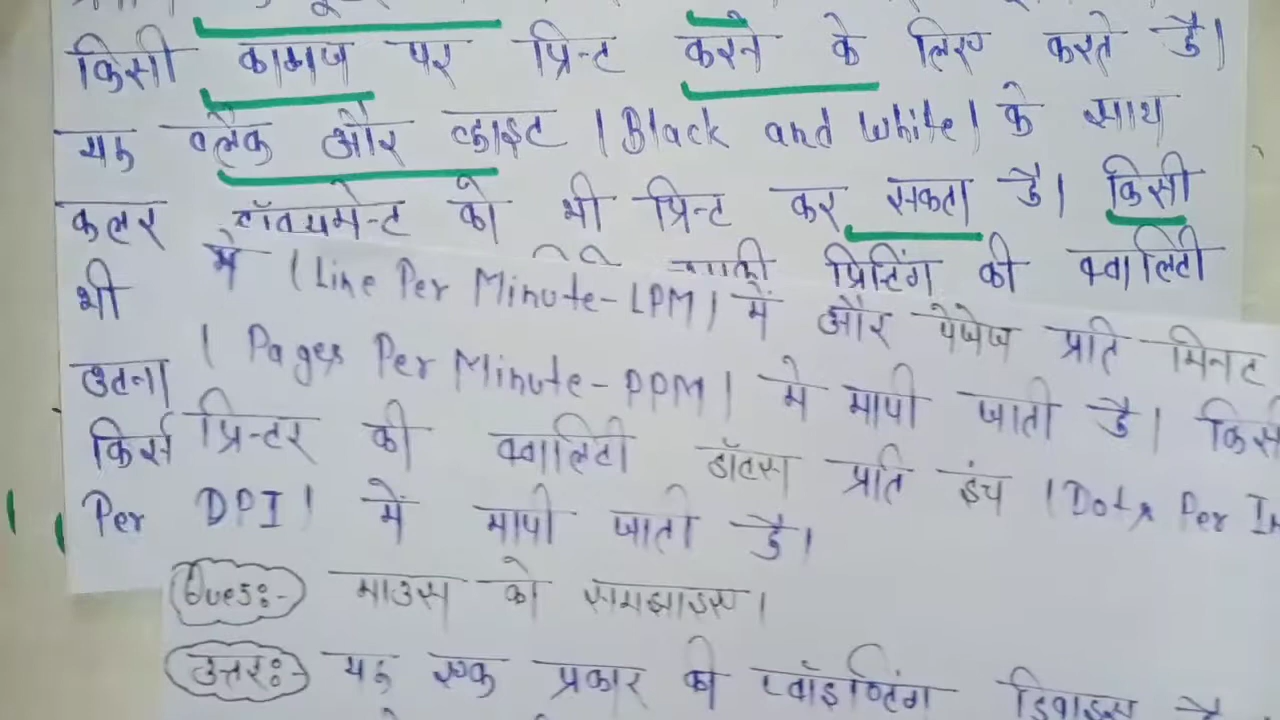 किसी कागज पर प्रिन्ट करने के लिए करते है।
यह ब्लैक और व्हाइट (Black and White) के साथ
कलर डॉक्यूमेन्ट को भी प्रिन्ट कर सकता है। किसी
भी प्रिटिंग की क्वालिटी
में (Line Per Minute-LPM) में और पेजेज प्रति मिनट
उतना
(Pages Per Minute-PPM) में मापी जाती है।
प्रिन्टर की क्वालिटी डॉटस प्रति इंच (Dots Per
Per
DPI) में मापी जाती है।
Ques:- माउस को समझाइए।
उत्तर:- यह एक प्रकार की प्वॉइन्टिंग डिवाइस